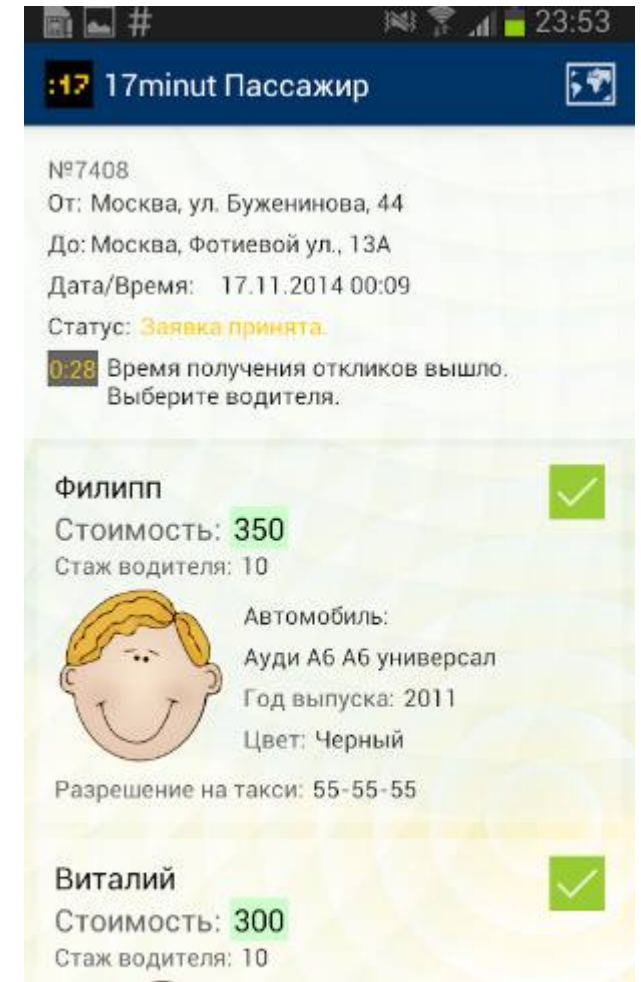 # 23:53
:17 17minut Пассажир
№7408
От: Москва, ул. Буженинова, 44
До: Москва, Фотиевой ул., 13А
Дата/Время: 17.11.2014 00:09
Статус: Заявка принята.
0:28 Время получения откликов вышло.
Выберите водителя.
Филипп
Стоимость: 350
Стаж водителя: 10
Автомобиль:
Ауди А6 А6 универсал
Год выпуска: 2011
Цвет: Черный
Разрешение на такси: 55-55-55
Виталий
Стоимость: 300
Стаж водителя: 10